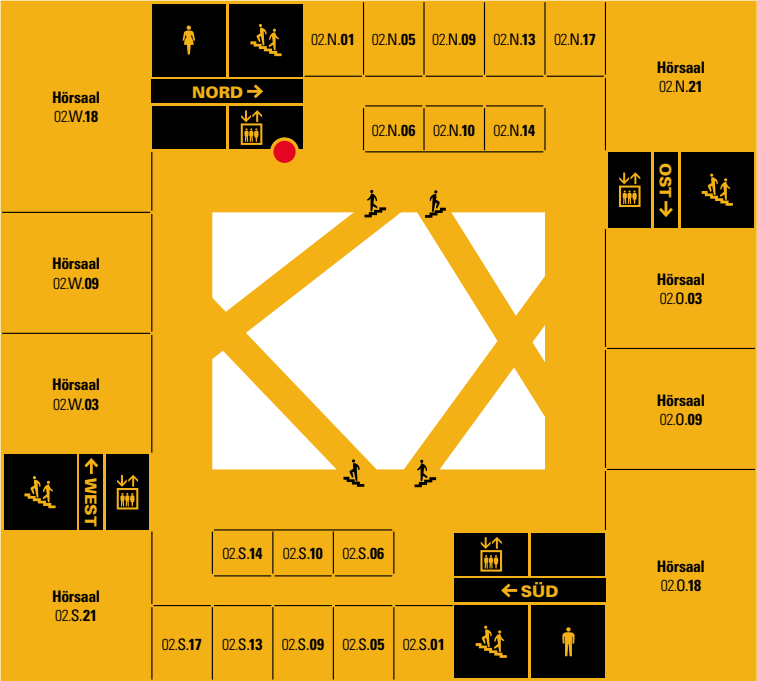 02.N.01
02.N.05
02.N.09
02.N.13
02.N.17
Hörsaal
02.N.21
Hörsaal
02.W.18
NORD →
02.N.06
02.N.10
02.N.14
OST →
Hörsaal
02.W.09
Hörsaal
02.O.03
Hörsaal
02.W.03
Hörsaal
02.O.09
← WEST
02.S.14
02.S.10
02.S.06
Hörsaal
02.O.18
← SÜD
Hörsaal
02.S.21
02.S.17
02.S.13
02.S.09
02.S.05
02.S.01